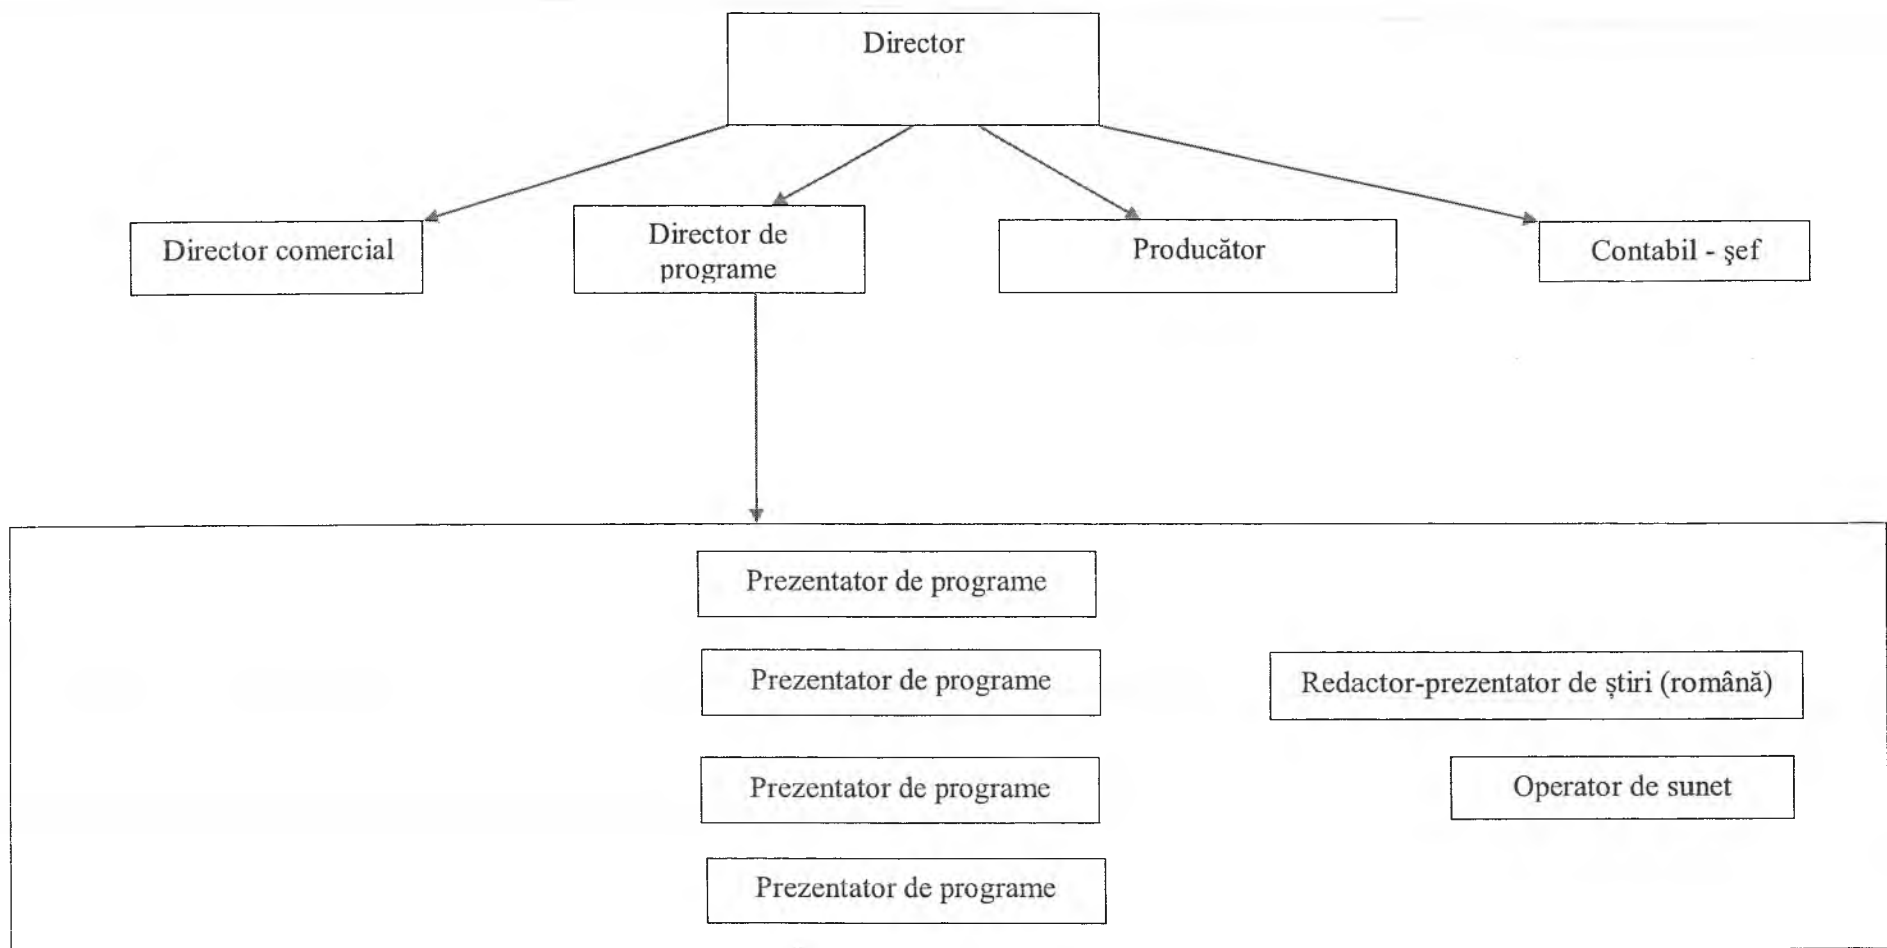 Director
Director comercial
Director de
programe
Producător
Contabil - şef
Prezentator de programe
Prezentator de programe
Redactor-prezentator de știri (română)
Prezentator de programe
Operator de sunet
Prezentator de programe